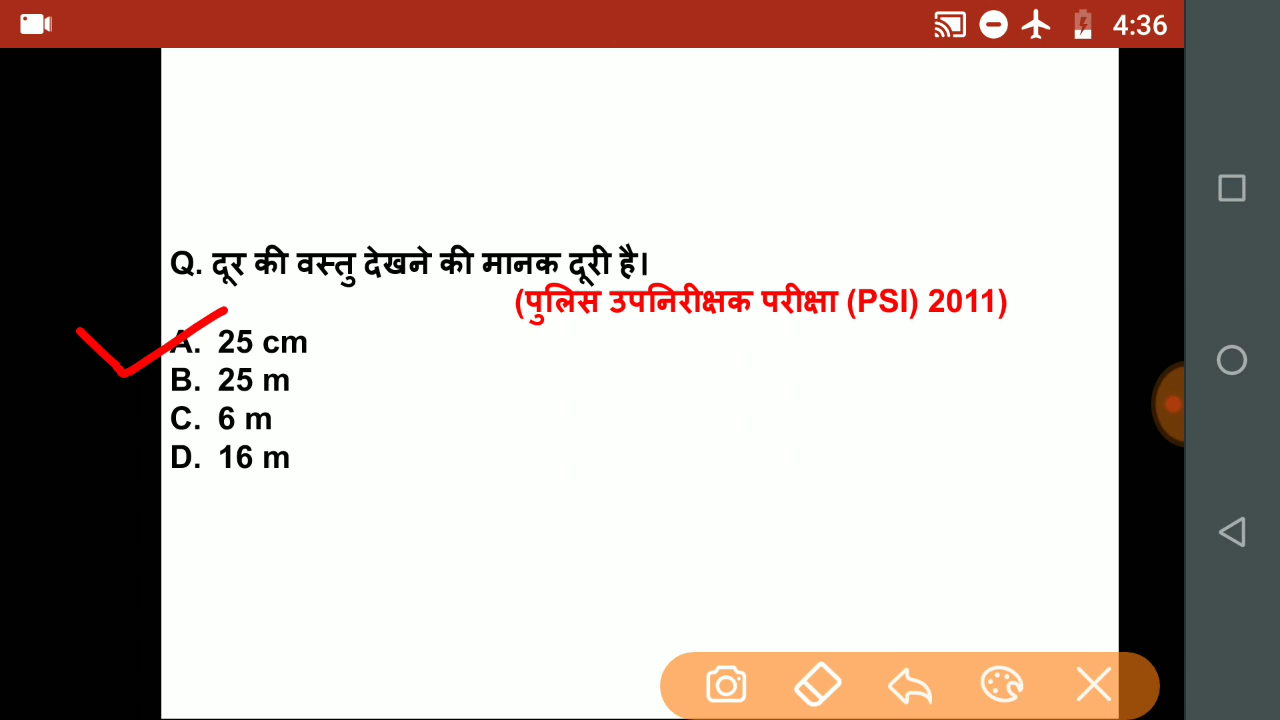 4:36
Q. दूर की वस्तु देखने की मानक दूरी है।
(पुलिस उपनिरीक्षक परीक्षा (PSI) 2011)
A. 25 cm
B. 25 m
C. 6 m
D. 16 m